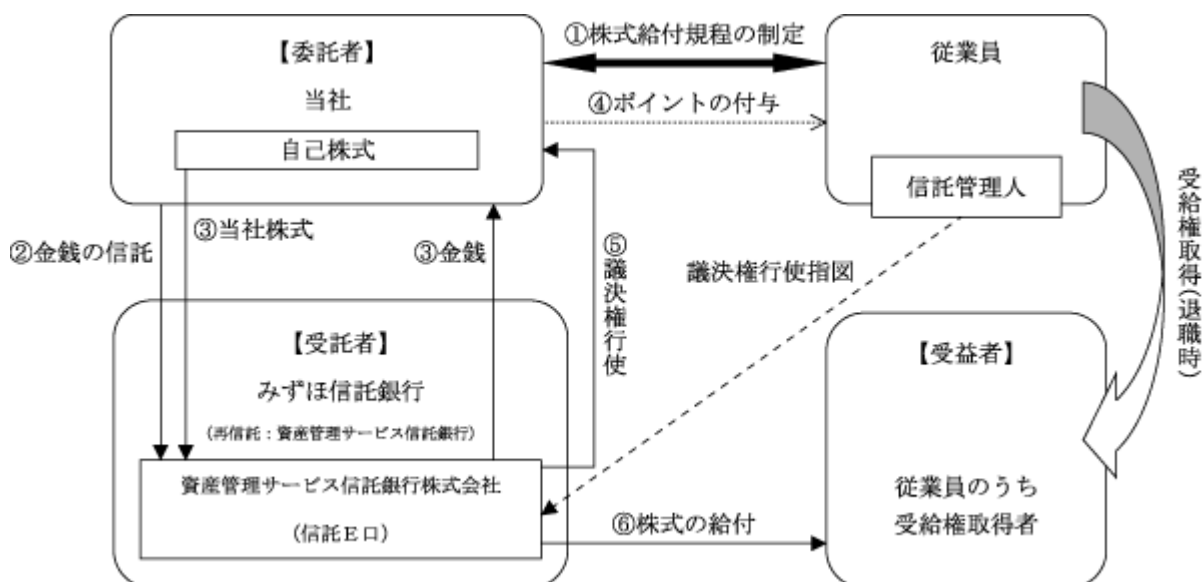 【委託者】
当社
自己株式
①株式給付規程の制定
④ポイントの付与
従業員
信託管理人
受給権取得(退職時)
②金銭の信託
③当社株式
③金銭
⑤議決権行使
議決権行使指図
【受託者】
みずほ信託銀行
(再信託：資産管理サービス信託銀行)
資産管理サービス信託銀行株式会社
(信託E口)
⑥株式の給付
【受益者】
従業員のうち
受給権取得者